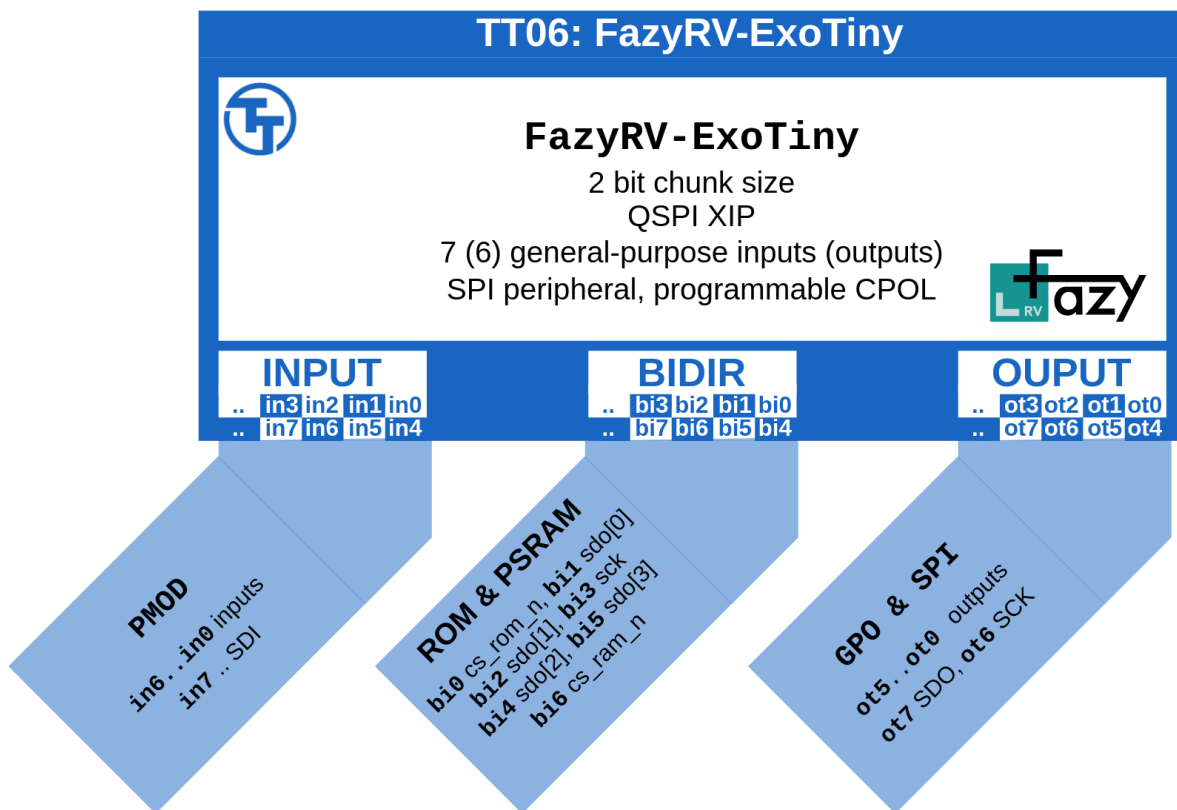 TT06: FazyRV-ExoTiny
TT
FazyRV-ExoTiny
2 bit chunk size
QSPI XIP
7 (6) general-purpose inputs (outputs)
SPI peripheral, programmable CPOL
Fazy
RV
INPUT
.. in3 in2 in1 in0
.. in7 in6 in5 in4
BIDIR
.. bi3 bi2 bi1 bi0
.. bi7 bi6 bi5 bi4
OUPUT
.. ot3 ot2 ot1 ot0
.. ot7 ot6 ot5 ot4
PMOD
in6..in0 inputs
in7 .. SDI
ROM & PSRAM
bi0 cs_rom_n, bi1 sdo[0]
bi2 sdo[1], bi3 sck
bi4 sdo[2], bi5 sdo[3]
bi6 cs_ram_n
GPO & SPI
ot5...ot0 outputs
ot7 SDO, ot6 SCK